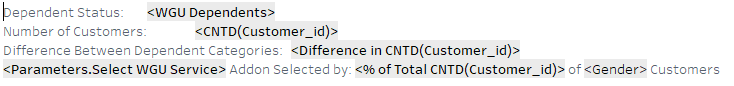 Dependent Status: <WGU Dependents>
Number of Customers: <CNTD(Customer_id)>
Difference Between Dependent Categories: <Difference in CNTD(Customer_id)>
<Parameters.Select WGU Service> Addon Selected by: <% of Total CNTD(Customer_id)> of <Gender> Customers